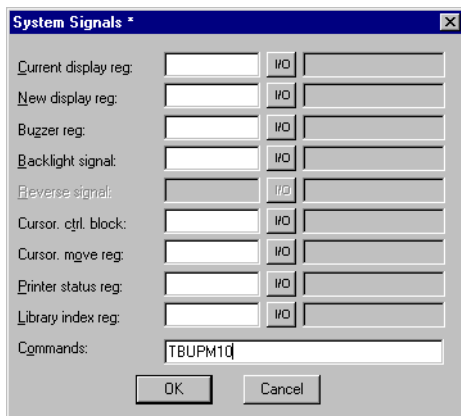 System Signals *
Current display reg: I/O
New display reg: I/O
Buzzer reg: I/O
Backlight signal: I/O
Reverse signal: I/O
Cursor. ctrl. block: I/O
Cursor. move reg: I/O
Printer status reg: I/O
Library index reg: I/O
Commands: TBUPM10
OK Cancel